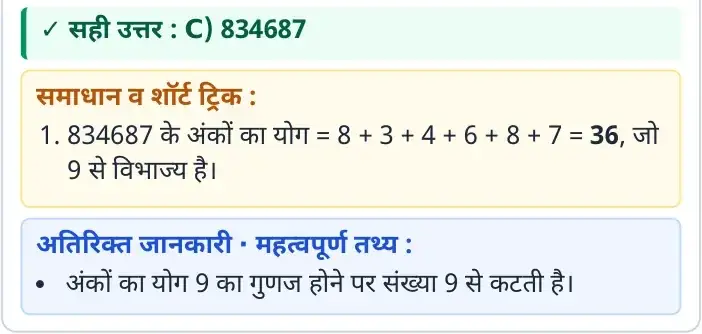 ✓ सही उत्तर : C) 834687
समाधान व शॉर्ट ट्रिक :
1. 834687 के अंकों का योग = 8 + 3 + 4 + 6 + 8 + 7 = 36, जो
9 से विभाज्य है।
अतिरिक्त जानकारी · महत्वपूर्ण तथ्य :
• अंकों का योग 9 का गुणज होने पर संख्या 9 से कटती है।